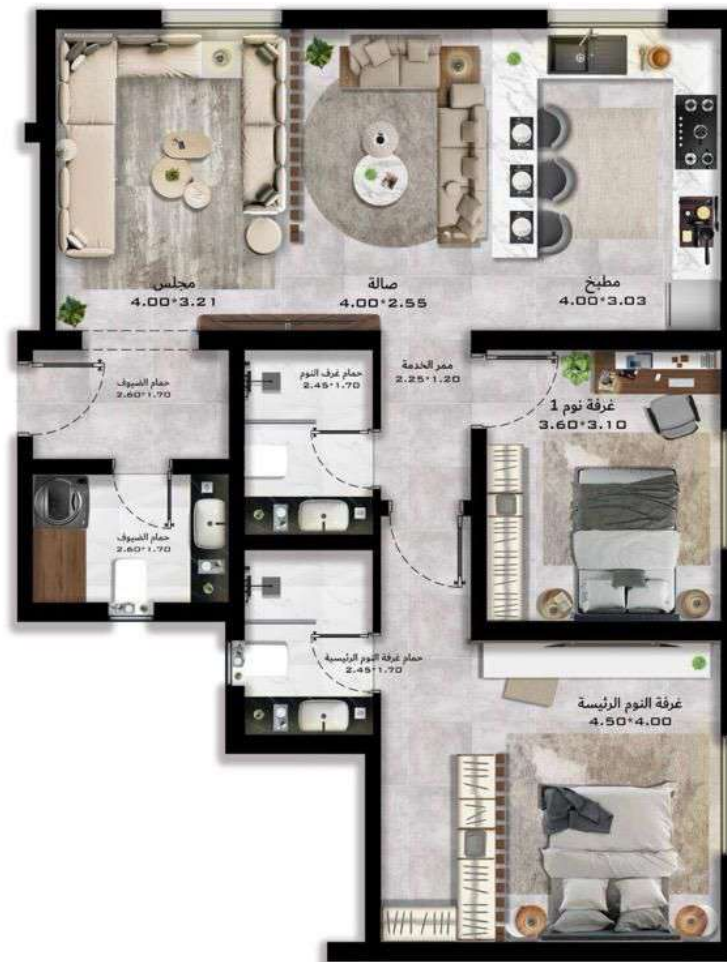 مجلس
4.00*3.21
صالة
4.00*2.55
مطبخ
4.00*3.03
حمام الضيوف
2.60*1.70
حمام غرف النوم
2.45*1.70
ممر الخدمة
2.25*1.20
غرفة نوم 1
3.60*3.10
حمام الضيوف
2.60*1.70
حمام غرفة النوم الرئيسية
2.45*1.70
غرفة النوم الرئيسة
4.50*4.00